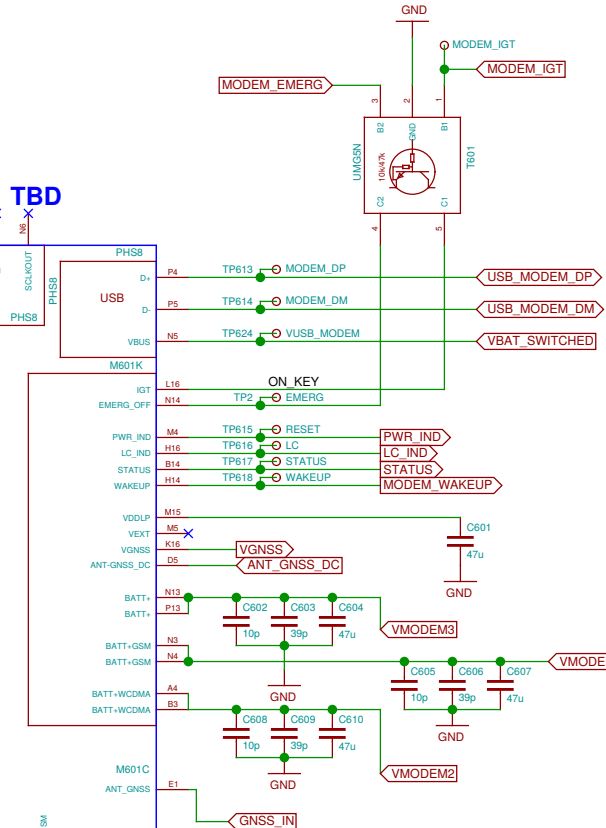 GND
MODEM_IGT
MODEM_IGT
MODEM_EMERG
3
2
1
B2
GND
B1
UMG5N
10k/47k
T601
C2
C1
4
5
TBD
N6
SCLKOUT
PHS8
PHS8
PHS8
USB
D+
P4
TP613
MODEM_DP
USB_MODEM_DP
D-
P5
TP614
MODEM_DM
USB_MODEM_DM
VBUS
N5
TP624
VUSB_MODEM
VBAT_SWITCHED
M601K
IGT
L16
ON_KEY
EMERG_OFF
N14
TP2
EMERG
PWR_IND
M4
TP615
RESET
PWR_IND
LC_IND
H16
TP616
LC
LC_IND
STATUS
B14
TP617
STATUS
STATUS
WAKEUP
H14
TP618
WAKEUP
MODEM_WAKEUP
VDDLP
M15
VEXT
M5
C601
47u
GND
VGNSS
K16
VGNSS
ANT-GNSS_DC
D5
ANT_GNSS_DC
BATT+
N13
BATT+
P13
C602
10p
C603
39p
C604
47u
VMODEM3
GND
BATT+GSM
N3
BATT+GSM
N4
VMODE
C605
10p
C606
39p
C607
47u
GND
BATT+WCDMA
A4
BATT+WCDMA
B3
C608
10p
C609
39p
C610
47u
VMODEM2
GND
M601C
ANT_GNSS
E1
GNSS_IN
SM